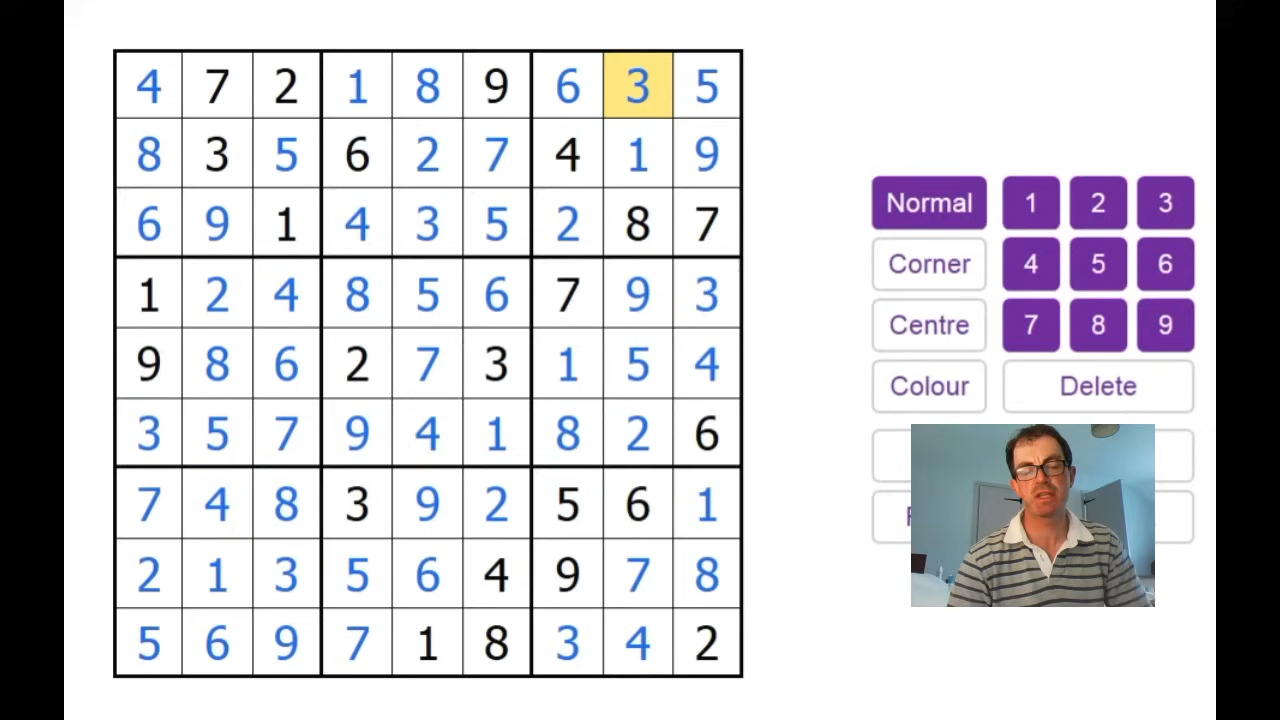 4 7 2 1 8 9 6 3 5
8 3 5 6 2 7 4 1 9
6 9 1 4 3 5 2 8 7
1 2 4 8 5 6 7 9 3
9 8 6 2 7 3 1 5 4
3 5 7 9 4 1 8 2 6
7 4 8 3 9 2 5 6 1
2 1 3 5 6 4 9 7 8
5 6 9 7 1 8 3 4 2
Normal 1 2 3
Corner 4 5 6
Centre 7 8 9
Colour Delete